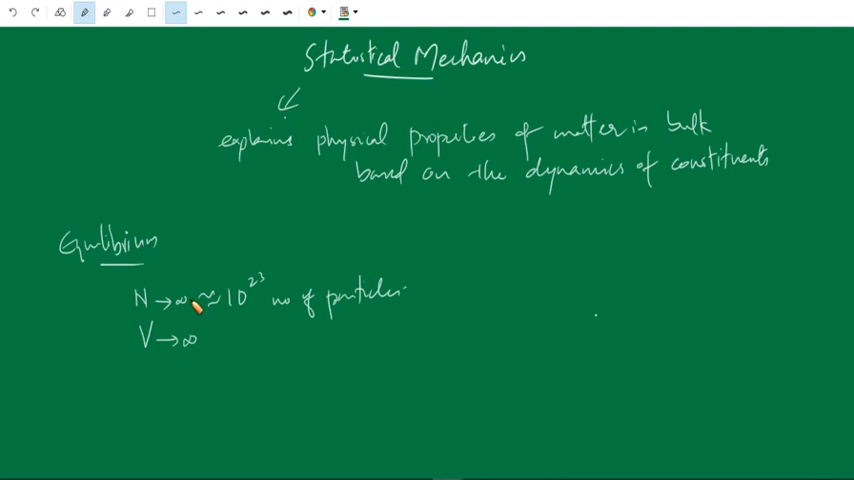 Statistical Mechanics
explains physical properties of matter in bulk
based on the dynamics of constituents
Equilibrium
N → ∞ ≈ 10²³ no of particles
V → ∞